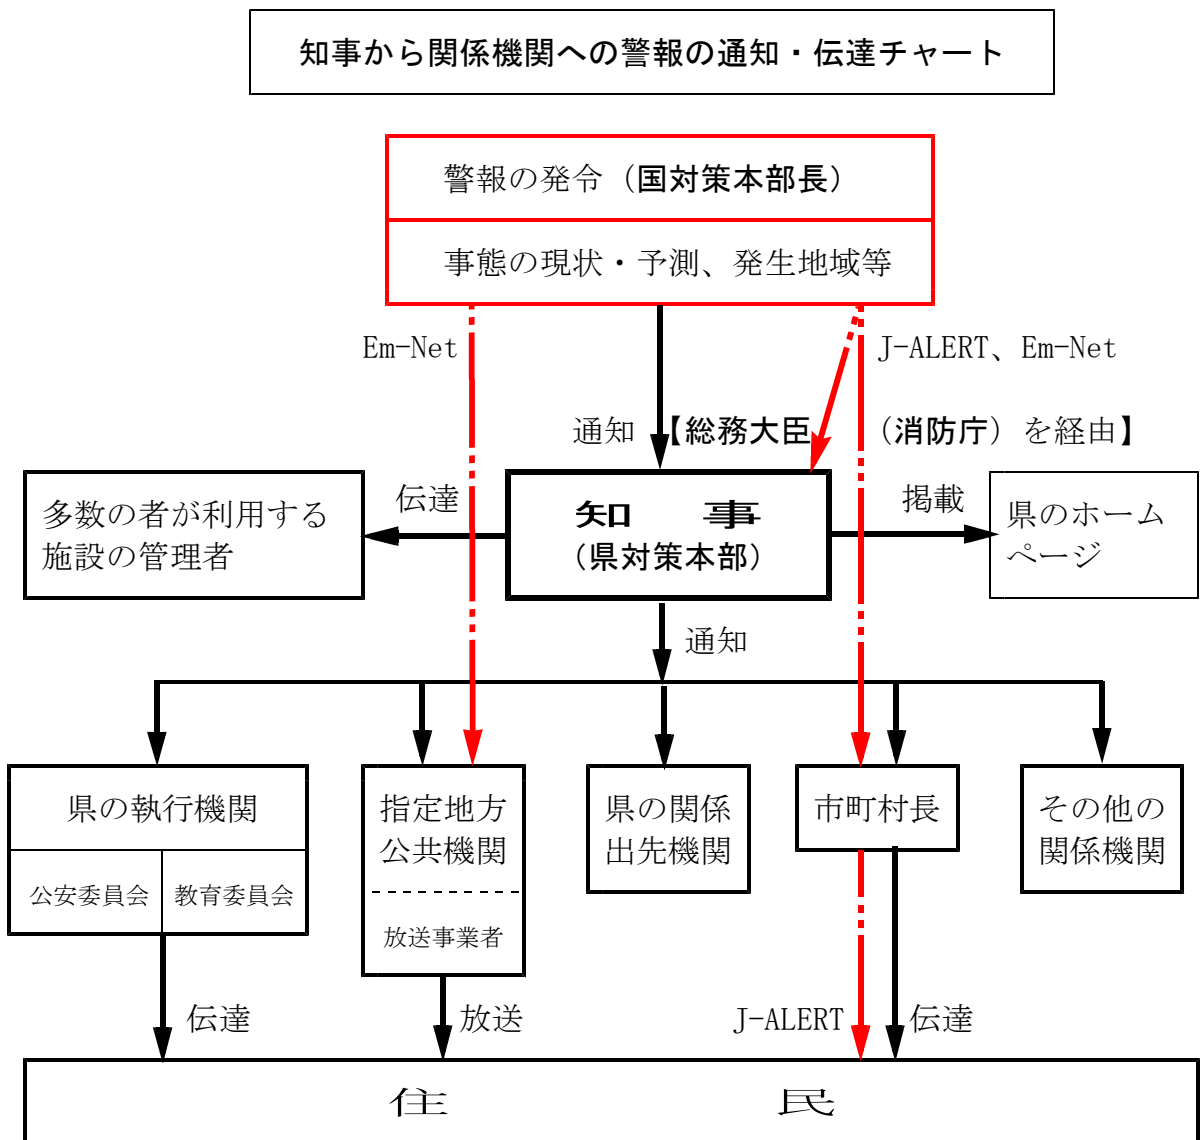 知事から関係機関への警報の通知・伝達チャート
警報の発令（国対策本部長）
事態の現状・予測、発生地域等
Em-Net
J-ALERT、Em-Net
通知【総務大臣（消防庁）を経由】
多数の者が利用する
施設の管理者
伝達
知　事
（県対策本部）
掲載
県のホーム
ページ
通知
県の執行機関
公安委員会
教育委員会
指定地方
公共機関
放送事業者
県の関係
出先機関
市町村長
その他の
関係機関
伝達
放送
J-ALERT
伝達
住　民